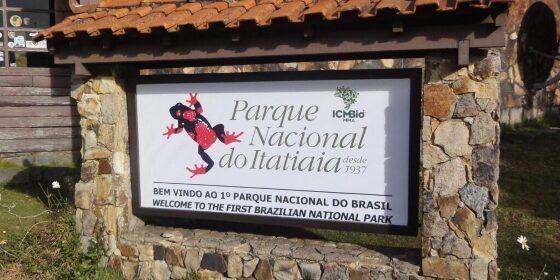 Parque
Nacional
do Itatiaia desde
1937
ICMBio
MMA
BEM VINDO AO 1º PARQUE NACIONAL DO BRASIL
WELCOME TO THE FIRST BRAZILIAN NATIONAL PARK